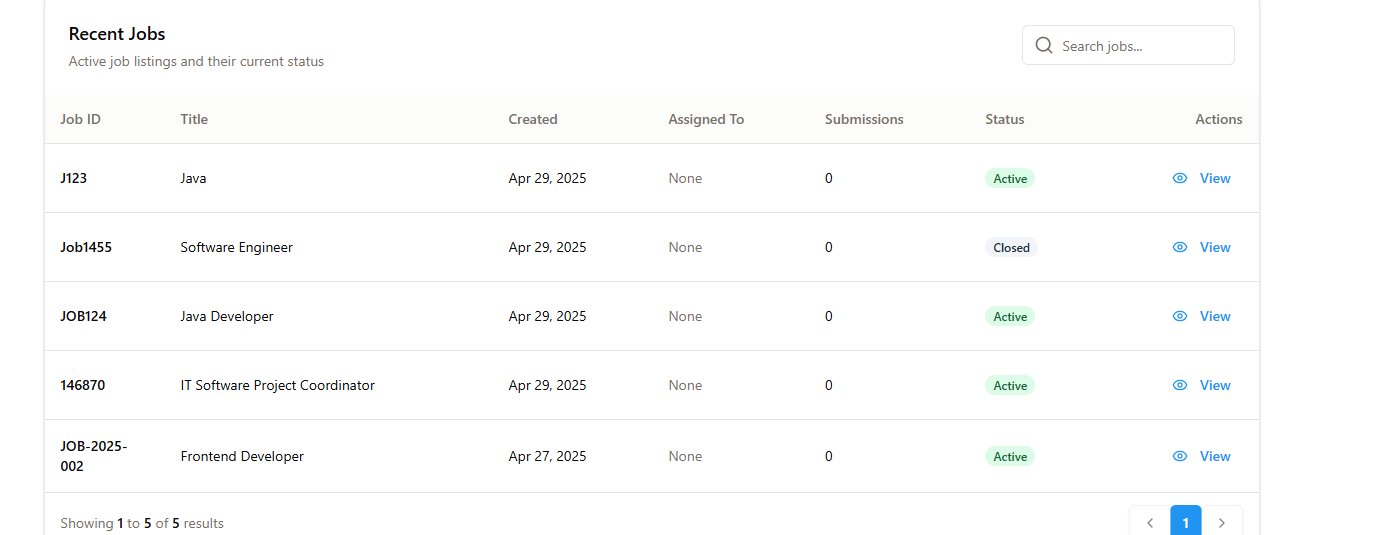 Recent Jobs
Search jobs...
Active job listings and their current status
Job ID Title Created Assigned To Submissions Status Actions
J123 Java Apr 29, 2025 None 0 Active View
Job1455 Software Engineer Apr 29, 2025 None 0 Closed View
JOB124 Java Developer Apr 29, 2025 None 0 Active View
146870 IT Software Project Coordinator Apr 29, 2025 None 0 Active View
JOB-2025-
002 Frontend Developer Apr 27, 2025 None 0 Active View
Showing 1 to 5 of 5 results
1